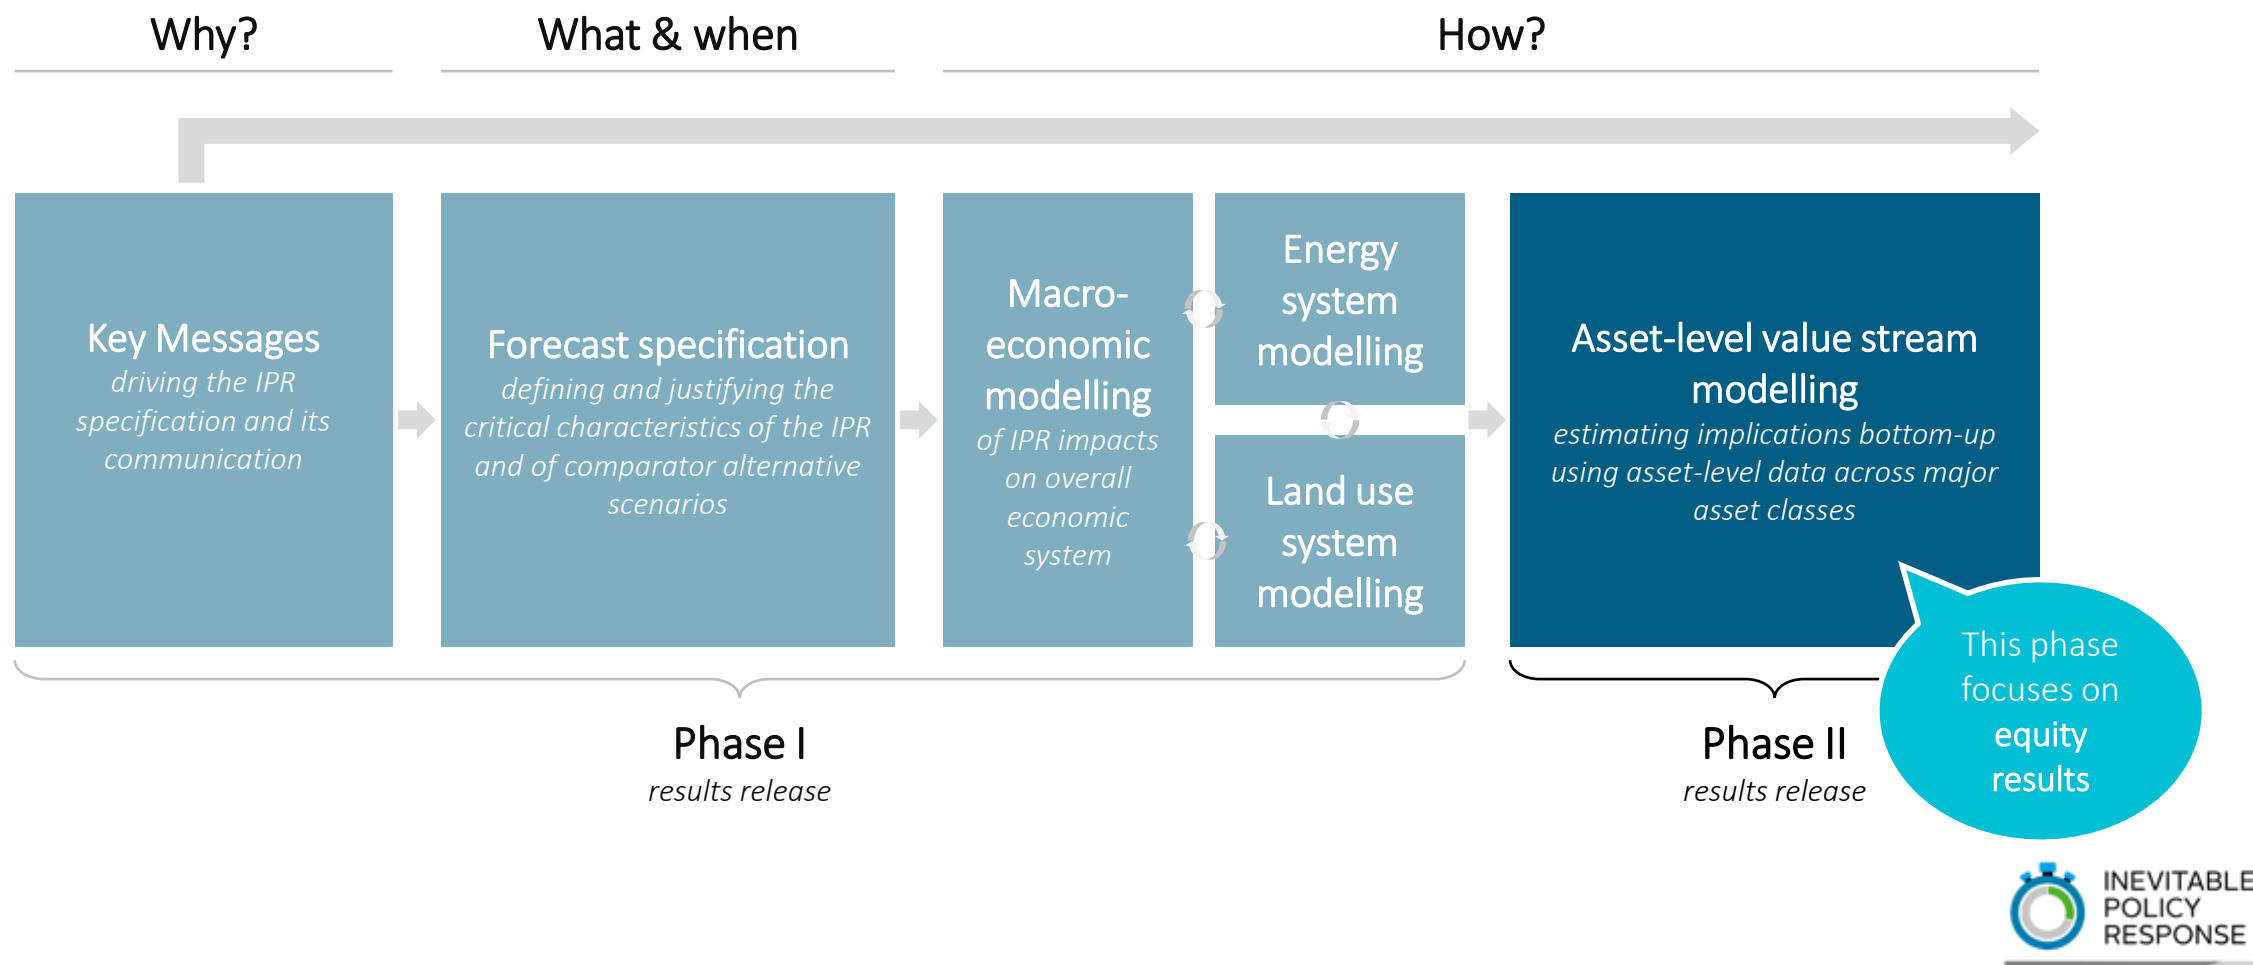 Why?
What & when
How?
Key Messages
driving the IPR
specification and its
communication
Forecast specification
defining and justifying the
critical characteristics of the IPR
and of comparator alternative
scenarios
Macro-
economic
modelling
of IPR impacts
on overall
economic
system
Energy
system
modelling
Land use
system
modelling
Asset-level value stream
modelling
estimating implications bottom-up
using asset-level data across major
asset classes
This phase
focuses on
equity
results
Phase I
results release
Phase II
results release
INEVITABLE
POLICY
RESPONSE